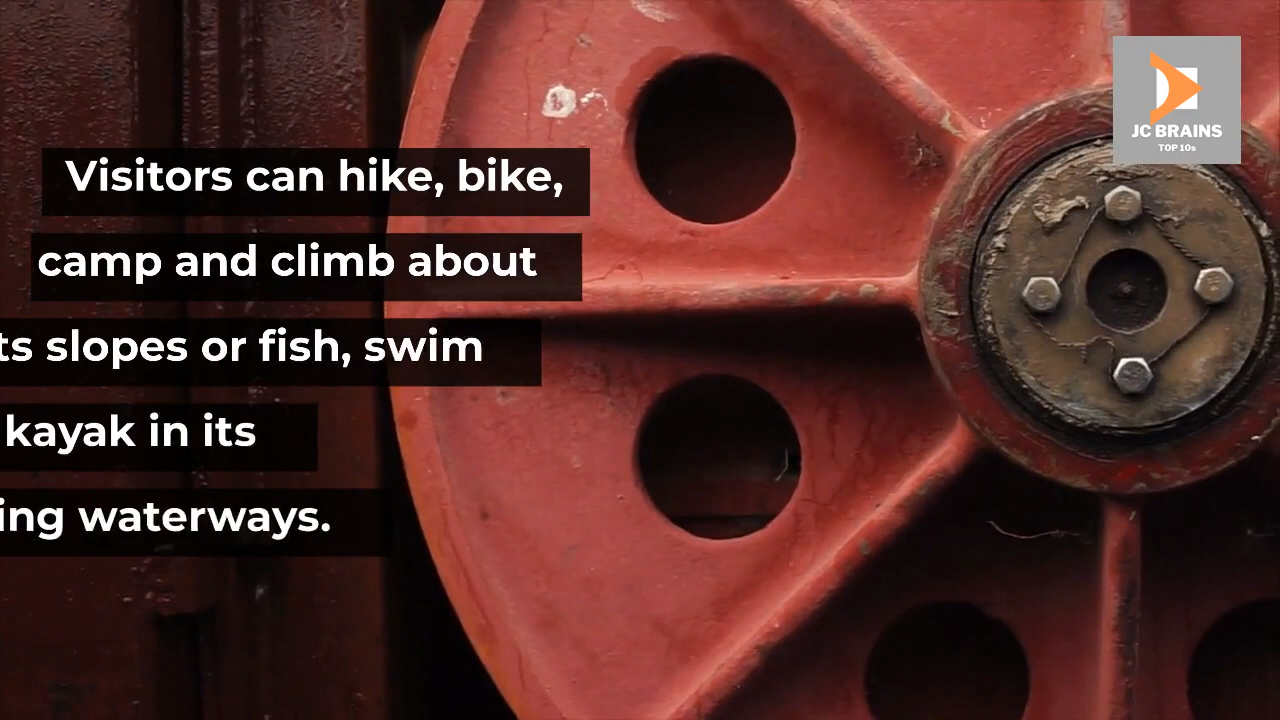 Visitors can hike, bike,
camp and climb about
ts slopes or fish, swim
kayak in its
ing waterways.
JC BRAINS
TOP 10s